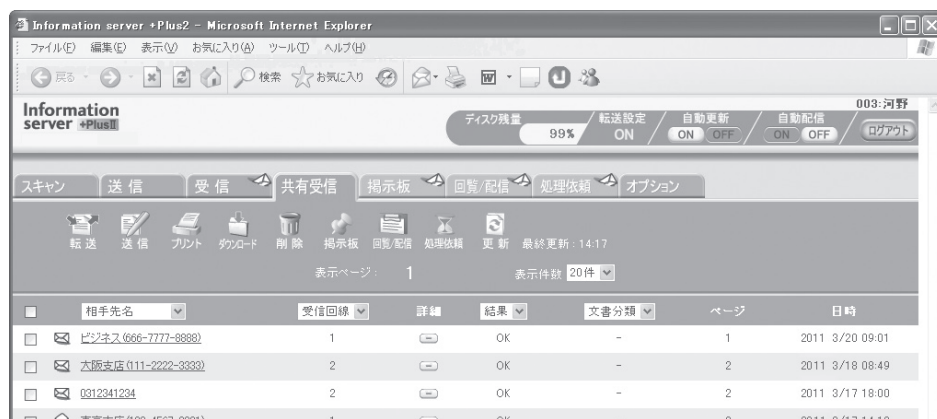 Information server +Plus2 - Microsoft Internet Explorer
ファイル(F) 編集(E) 表示(V) お気に入り(A) ツール(T) ヘルプ(H)
戻る 検索 お気に入り
Information server +PlusII
003:河野
ディスク残量 99% 転送設定 ON 自動更新 ON OFF 自動配信 ON OFF ログアウト
スキャン 送信 受信 共有受信 掲示板 回覧/配信 処理依頼 オプション
転送 送信 プリント ダウンロード 削除 掲示板 回覧/配信 処理依頼 更新 最終更新:14:17
表示ページ: 1 表示件数 20件
相手先名 受信回線 詳細 結果 文書分類 ページ 日時
ビジネス(666-7777-8888) 1 OK - 1 2011 3/20 09:01
大阪支店(111-2222-3333) 2 OK - 2 2011 3/18 08:49
0312341234 2 OK - 2 2011 3/17 18:00